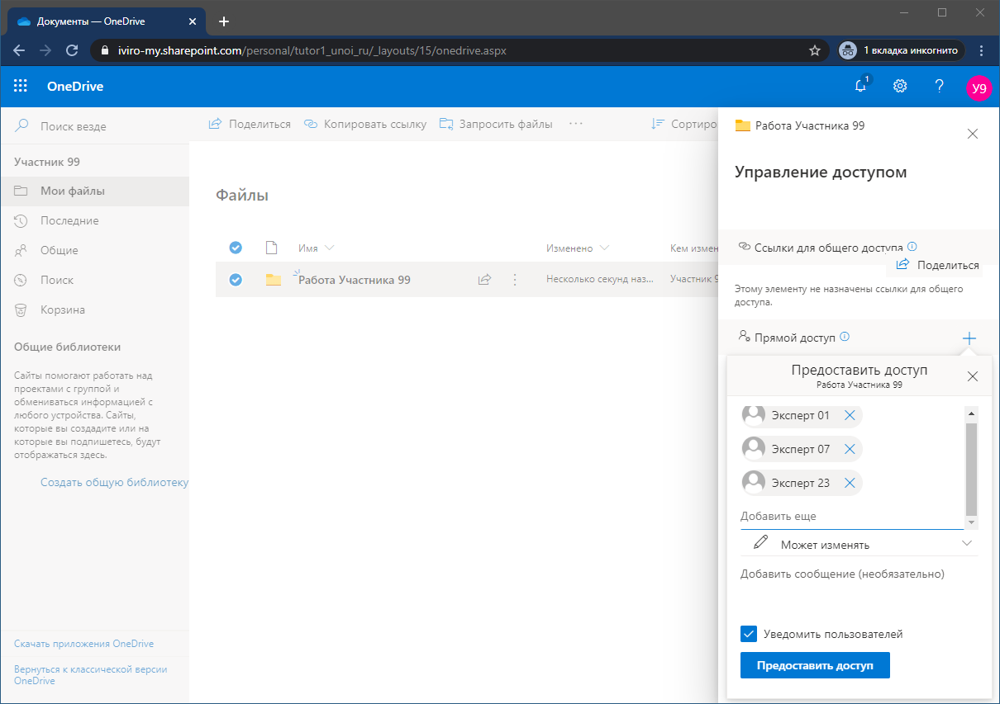 Документы — OneDrive
iviro-my.sharepoint.com/personal/tutor1_unoi_ru/_layouts/15/onedrive.aspx
1 вкладка инкогнито
OneDrive
1
У9
Поиск везде
Участник 99
Мои файлы
Последние
Общие
Поиск
Корзина
Общие библиотеки
Сайты помогают работать над
проектами с группой и
обмениваться информацией с
любого устройства. Сайты,
которые вы создадите или на
которые вы подпишетесь, будут
отображаться здесь.
Создать общую библиотеку
Скачать приложения OneDrive
Вернуться к классической версии
OneDrive
Поделиться Копировать ссылку Запросить файлы ... Сортиро
Файлы
Имя Изменено Кем измен
Работа Участника 99 Несколько секунд наз... Участник 9
Работа Участника 99
Управление доступом
Ссылки для общего доступа
Поделиться
Этому элементу не назначены ссылки для общего
доступа.
Прямой доступ
Предоставить доступ
Работа Участника 99
Эксперт 01
Эксперт 07
Эксперт 23
Добавить еще
Может изменять
Добавить сообщение (необязательно)
Уведомить пользователей
Предоставить доступ